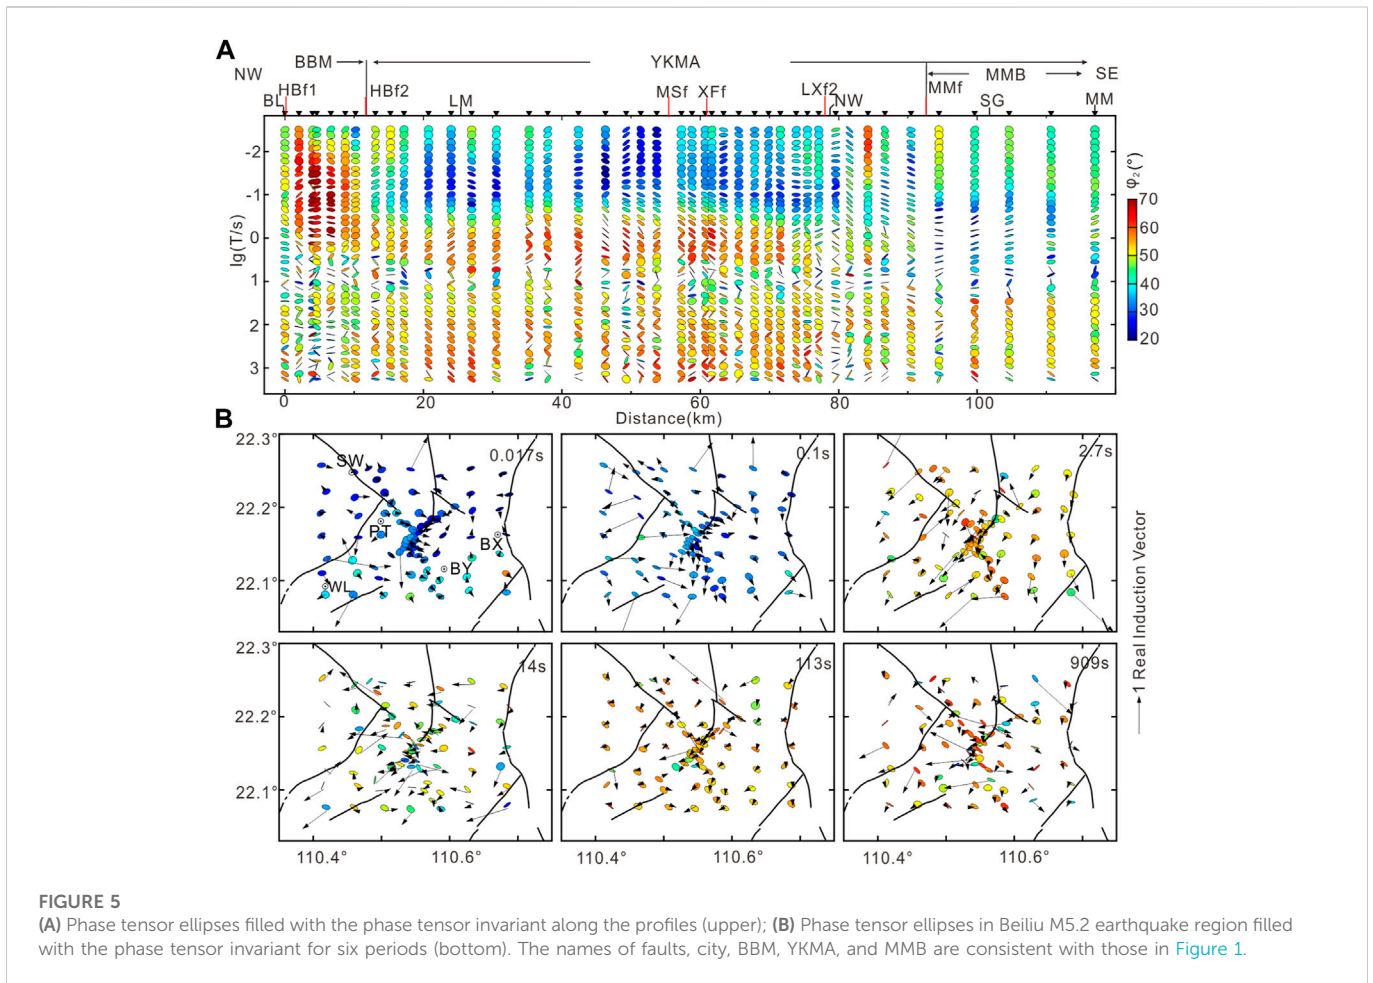 A
BBM YKMA
NW MMB SE
HBf1 HBf2 MSf XFf LXf2 MMf
BL LM NW SG MM
φ₂(°)
-2
-1
0
1
2
3
lg(T/s)
70
60
50
40
30
20
0 20 40 60 80 100
Distance(km)
B
22.3°
22.2°
22.1°
SW
PT
WL
BY
BX
0.017s
0.1s
2.7s
22.3°
22.2°
22.1°
14s
113s
909s
110.4° 110.6° 110.4° 110.6° 110.4° 110.6°
1 Real Induction Vector
FIGURE 5
(A) Phase tensor ellipses filled with the phase tensor invariant along the profiles (upper); (B) Phase tensor ellipses in Beiliu M5.2 earthquake region filled
with the phase tensor invariant for six periods (bottom). The names of faults, city, BBM, YKMA, and MMB are consistent with those in Figure 1.